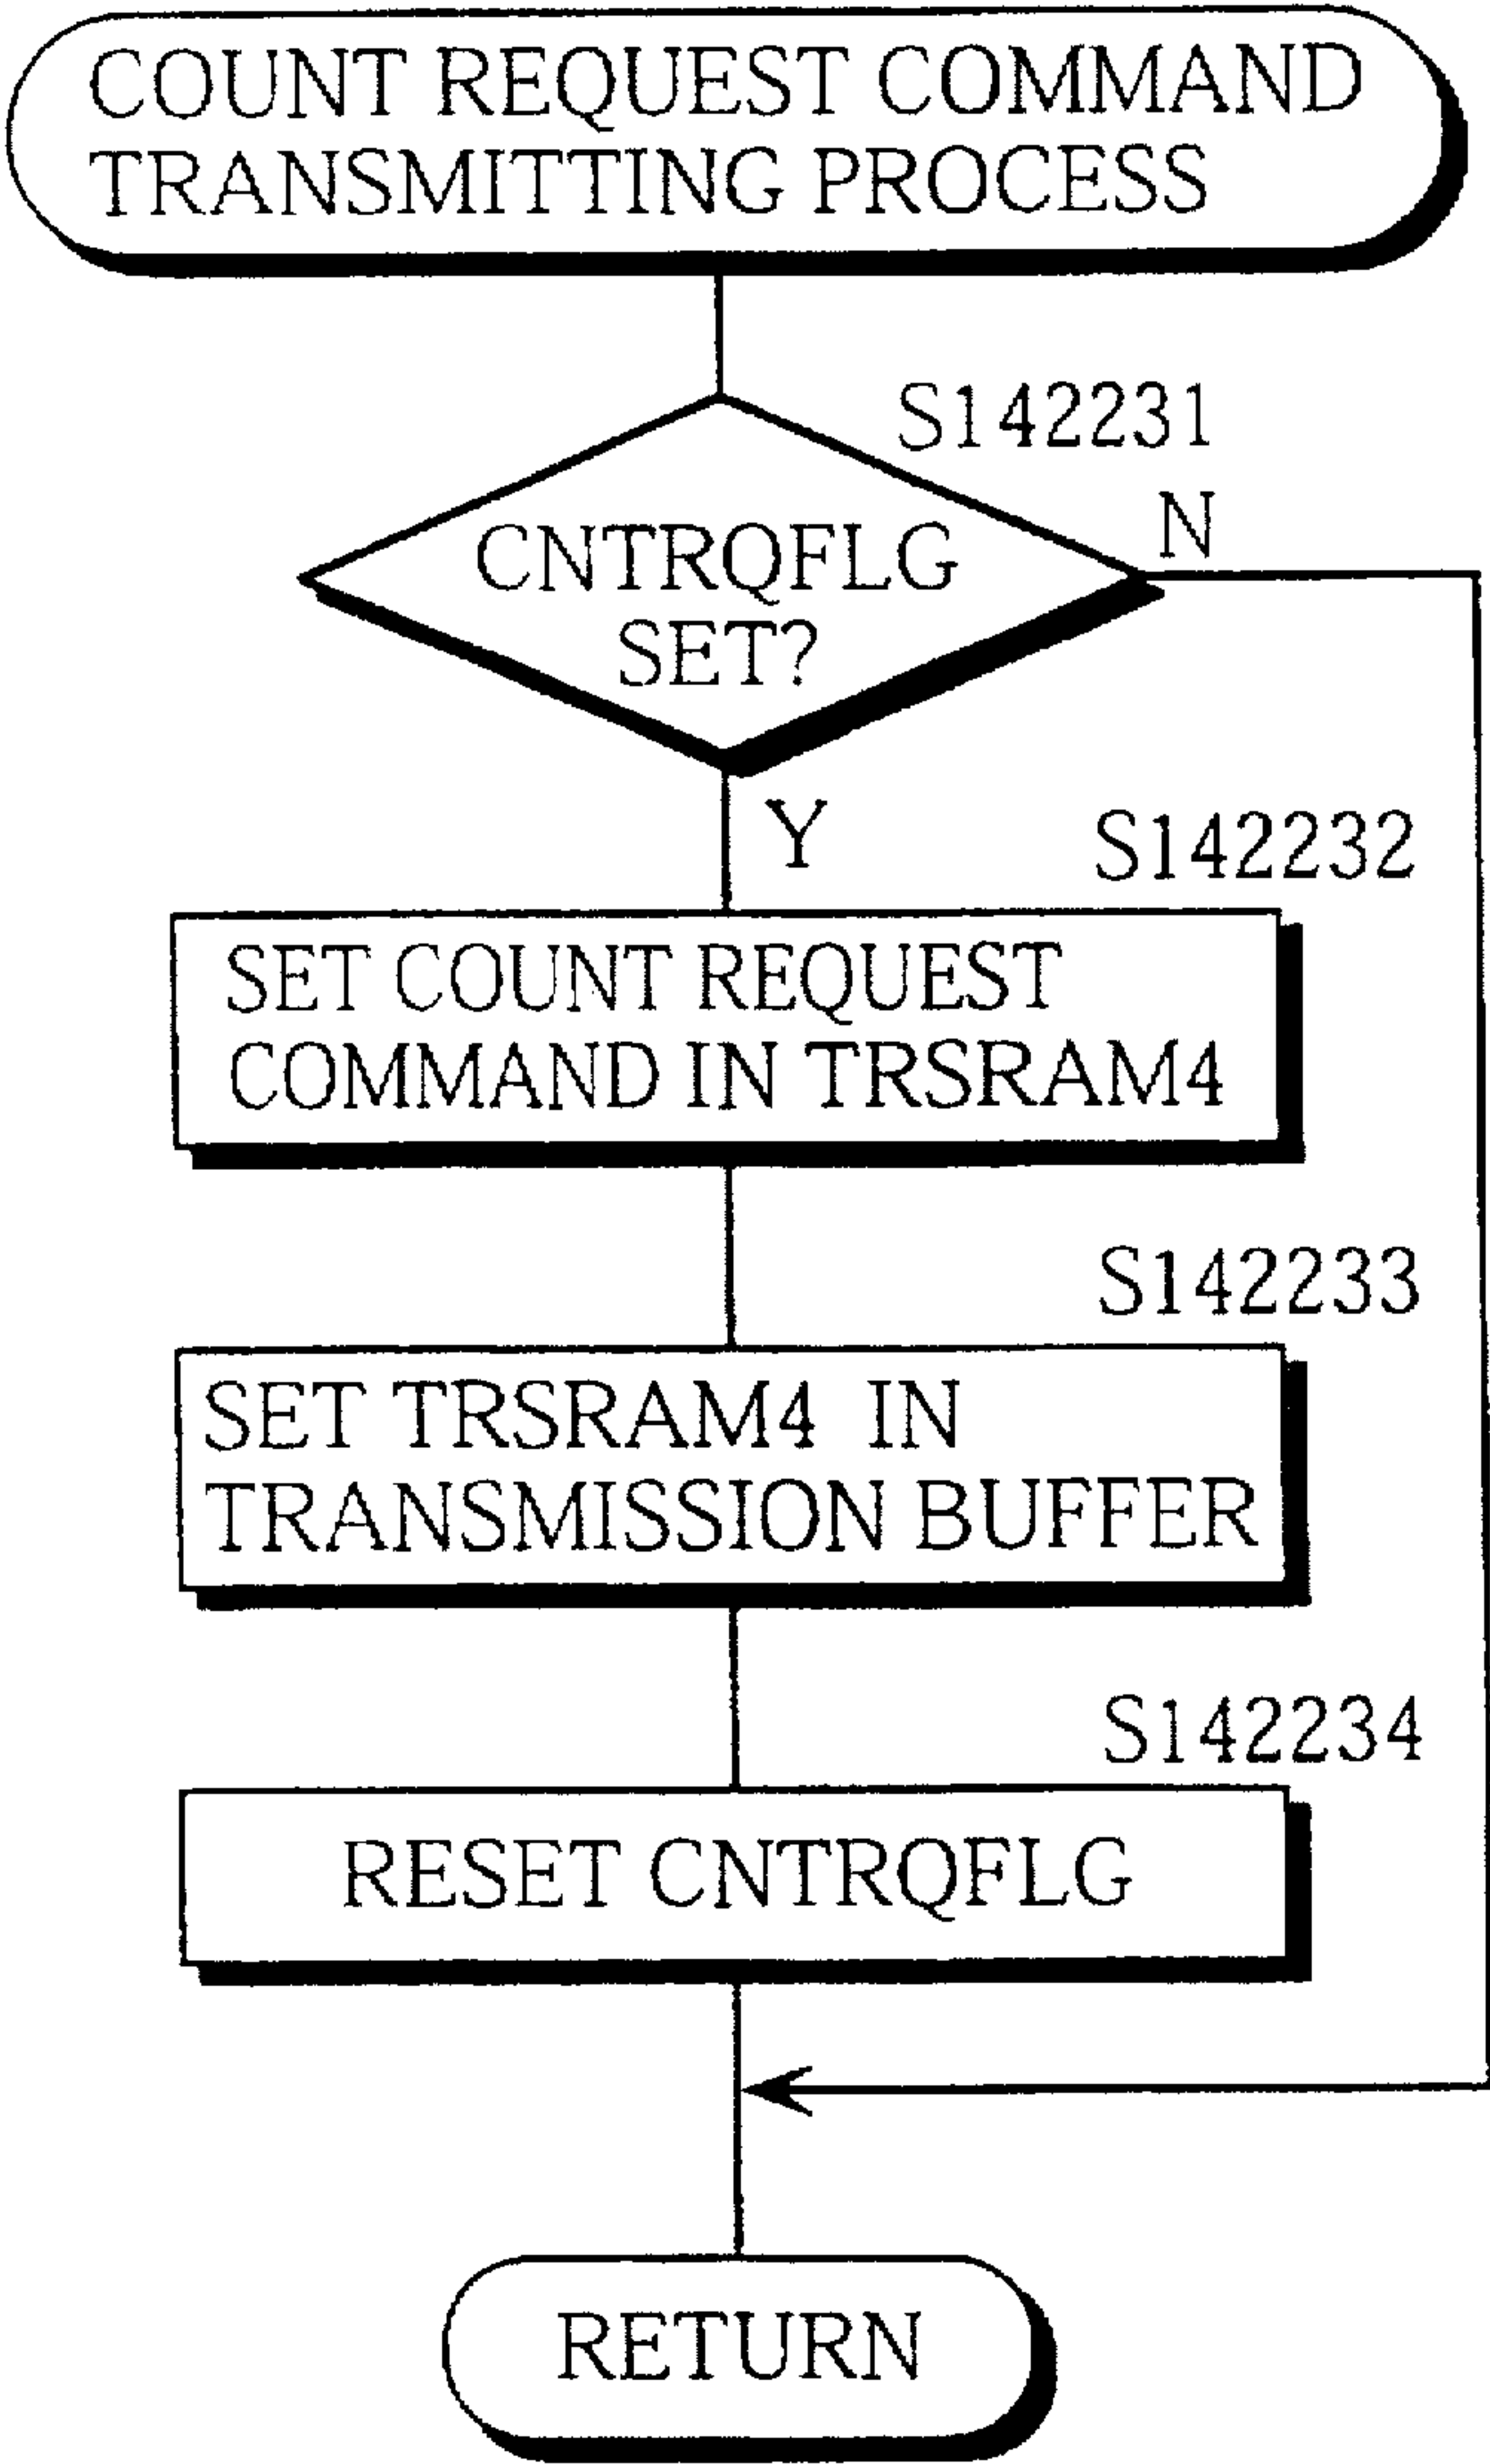 COUNT REQUEST COMMAND
TRANSMITTING PROCESS
S142231
N
CNTRQFLG
SET?
Y
S142232
SET COUNT REQUEST
COMMAND IN TRSRAM4
S142233
SET TRSRAM4 IN
TRANSMISSION BUFFER
S142234
RESET CNTRQFLG
RETURN